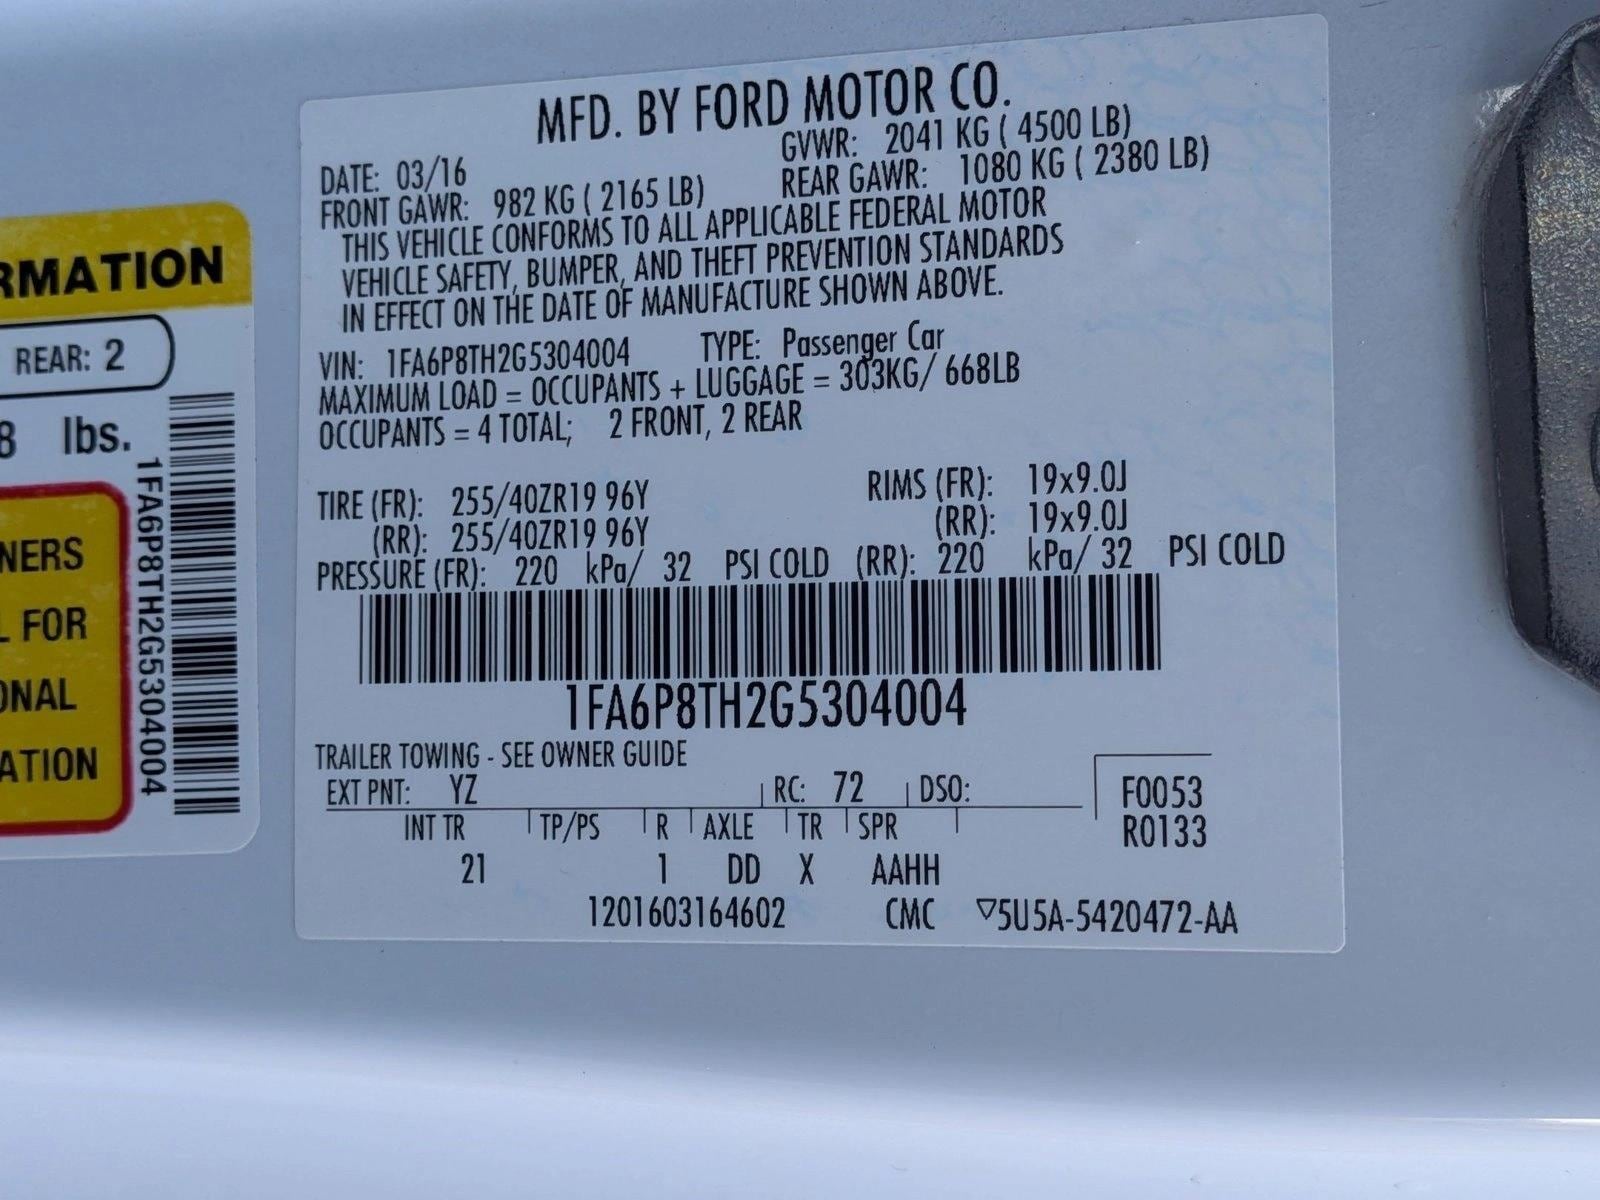 MFD. BY FORD MOTOR CO.
DATE: 03/16 GVWR: 2041 KG ( 4500 LB)
FRONT GAWR: 982 KG ( 2165 LB) REAR GAWR: 1080 KG ( 2380 LB)
THIS VEHICLE CONFORMS TO ALL APPLICABLE FEDERAL MOTOR
VEHICLE SAFETY, BUMPER, AND THEFT PREVENTION STANDARDS
IN EFFECT ON THE DATE OF MANUFACTURE SHOWN ABOVE.
VIN: 1FA6P8TH2G5304004 TYPE: Passenger Car
MAXIMUM LOAD = OCCUPANTS + LUGGAGE = 303KG/ 668LB
OCCUPANTS = 4 TOTAL; 2 FRONT, 2 REAR
TIRE (FR): 255/40ZR19 96Y RIMS (FR): 19x9.0J
(RR): 255/40ZR19 96Y (RR): 19x9.0J
PRESSURE (FR): 220 kPa/ 32 PSI COLD (RR): 220 kPa/ 32 PSI COLD
1FA6P8TH2G5304004
TRAILER TOWING - SEE OWNER GUIDE
EXT PNT: YZ RC: 72 DSO: F0053
INT TR TP/PS R AXLE TR SPR R0133
21 1 DD X AAHH
1201603164602 CMC ▽5U5A-5420472-AA
RMATION
REAR: 2
8 lbs.
NERS
L FOR
ONAL
ATION
1FA6P8TH2G5304004